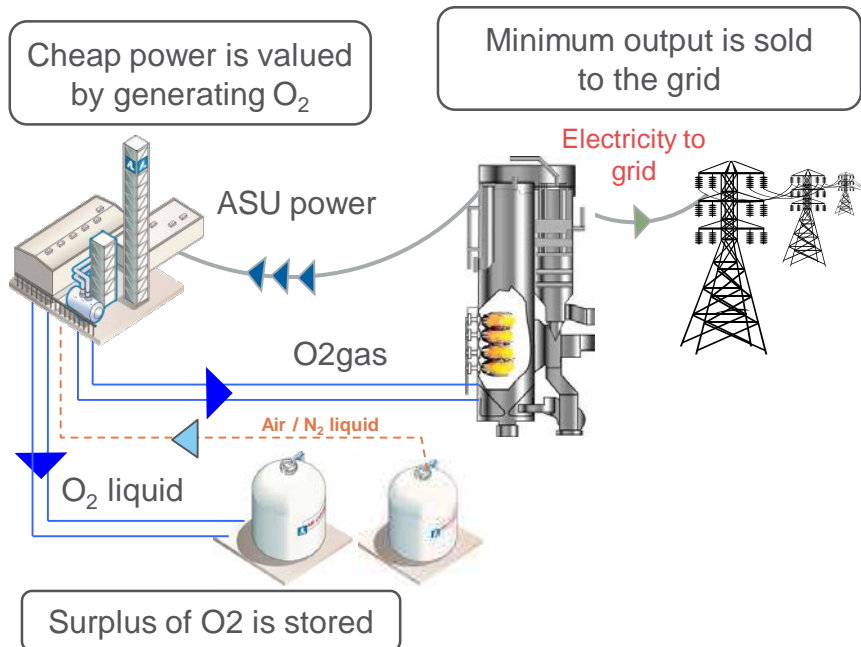 Cheap power is valued
by generating O₂
Minimum output is sold
to the grid
Electricity to
grid
ASU power
O2gas
Air / N₂ liquid
O₂ liquid
Surplus of O2 is stored